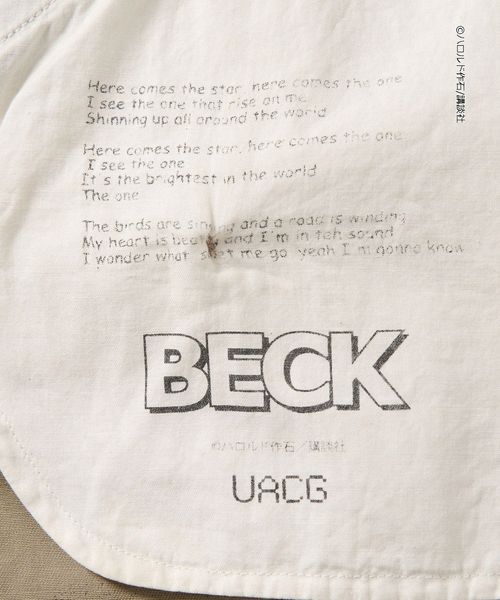 Here comes the star, here comes the one
I see the one that rise on me
Shinning up all around the world
Here comes the star, here comes the one
I see the one
It's the brightest in the world
The one
The birds are singing and a road is winding
My heart is beating and I'm in teh sound
I wonder what let me go yeah I'm gonna know
BECK
©ハロルド作石／講談社
UACG
©ハロルド作石/講談社